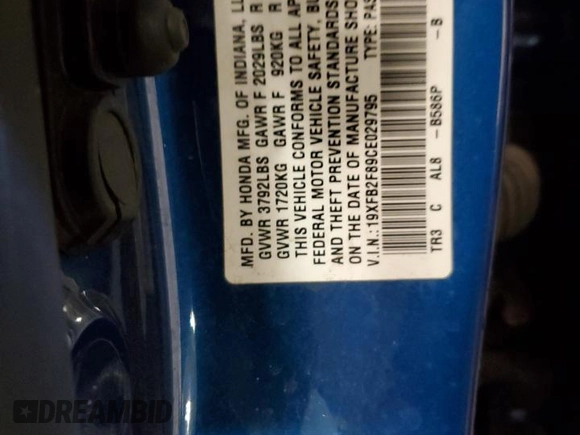 MFD. BY HONDA MFG. OF INDIANA, LL
GVWR 3792LBS GAWR F 2029LBS R
GVWR 1720KG GAWR F 920KG R
THIS VEHICLE CONFORMS TO ALL AP
FEDERAL MOTOR VEHICLE SAFETY, BU
AND THEFT PREVENTION STANDARDS
ON THE DATE OF MANUFACTURE SHO
V.I.N.: 19XFB2F89CE029795 TYPE: PAS
TR3 C AL8 -B586P -B
DREAMBID